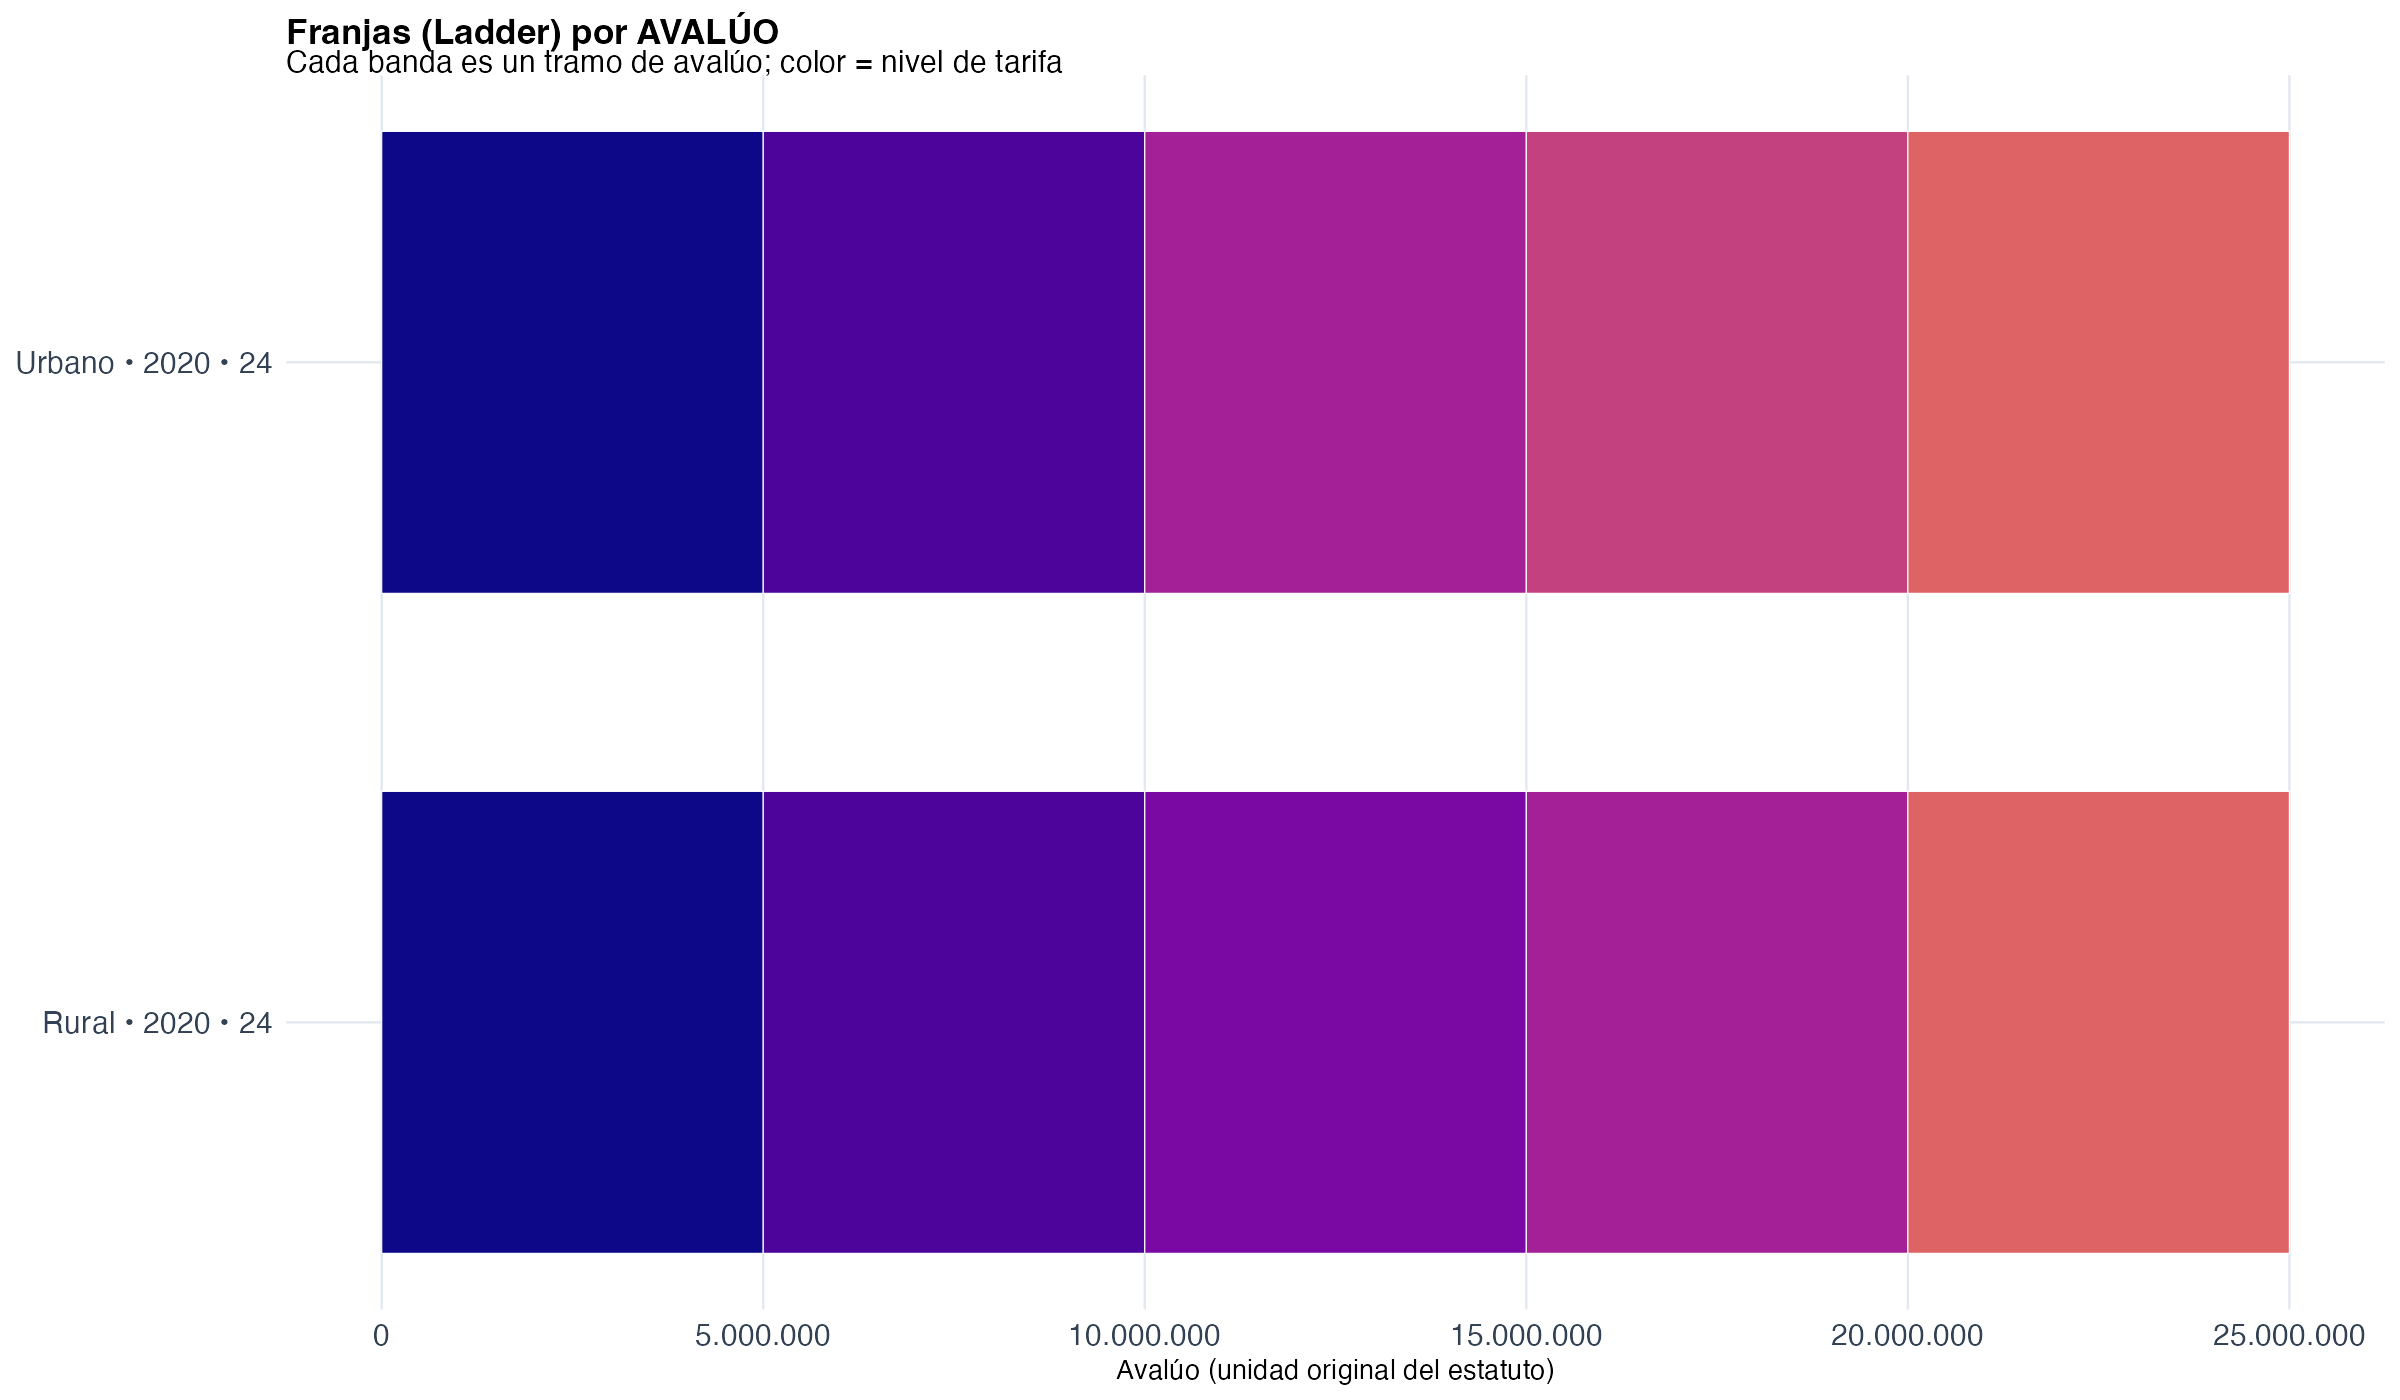 Franjas (Ladder) por AVALÚO
Cada banda es un tramo de avalúo; color = nivel de tarifa
Urbano • 2020 • 24
Rural • 2020 • 24
0 5.000.000 10.000.000 15.000.000 20.000.000 25.000.000
Avalúo (unidad original del estatuto)